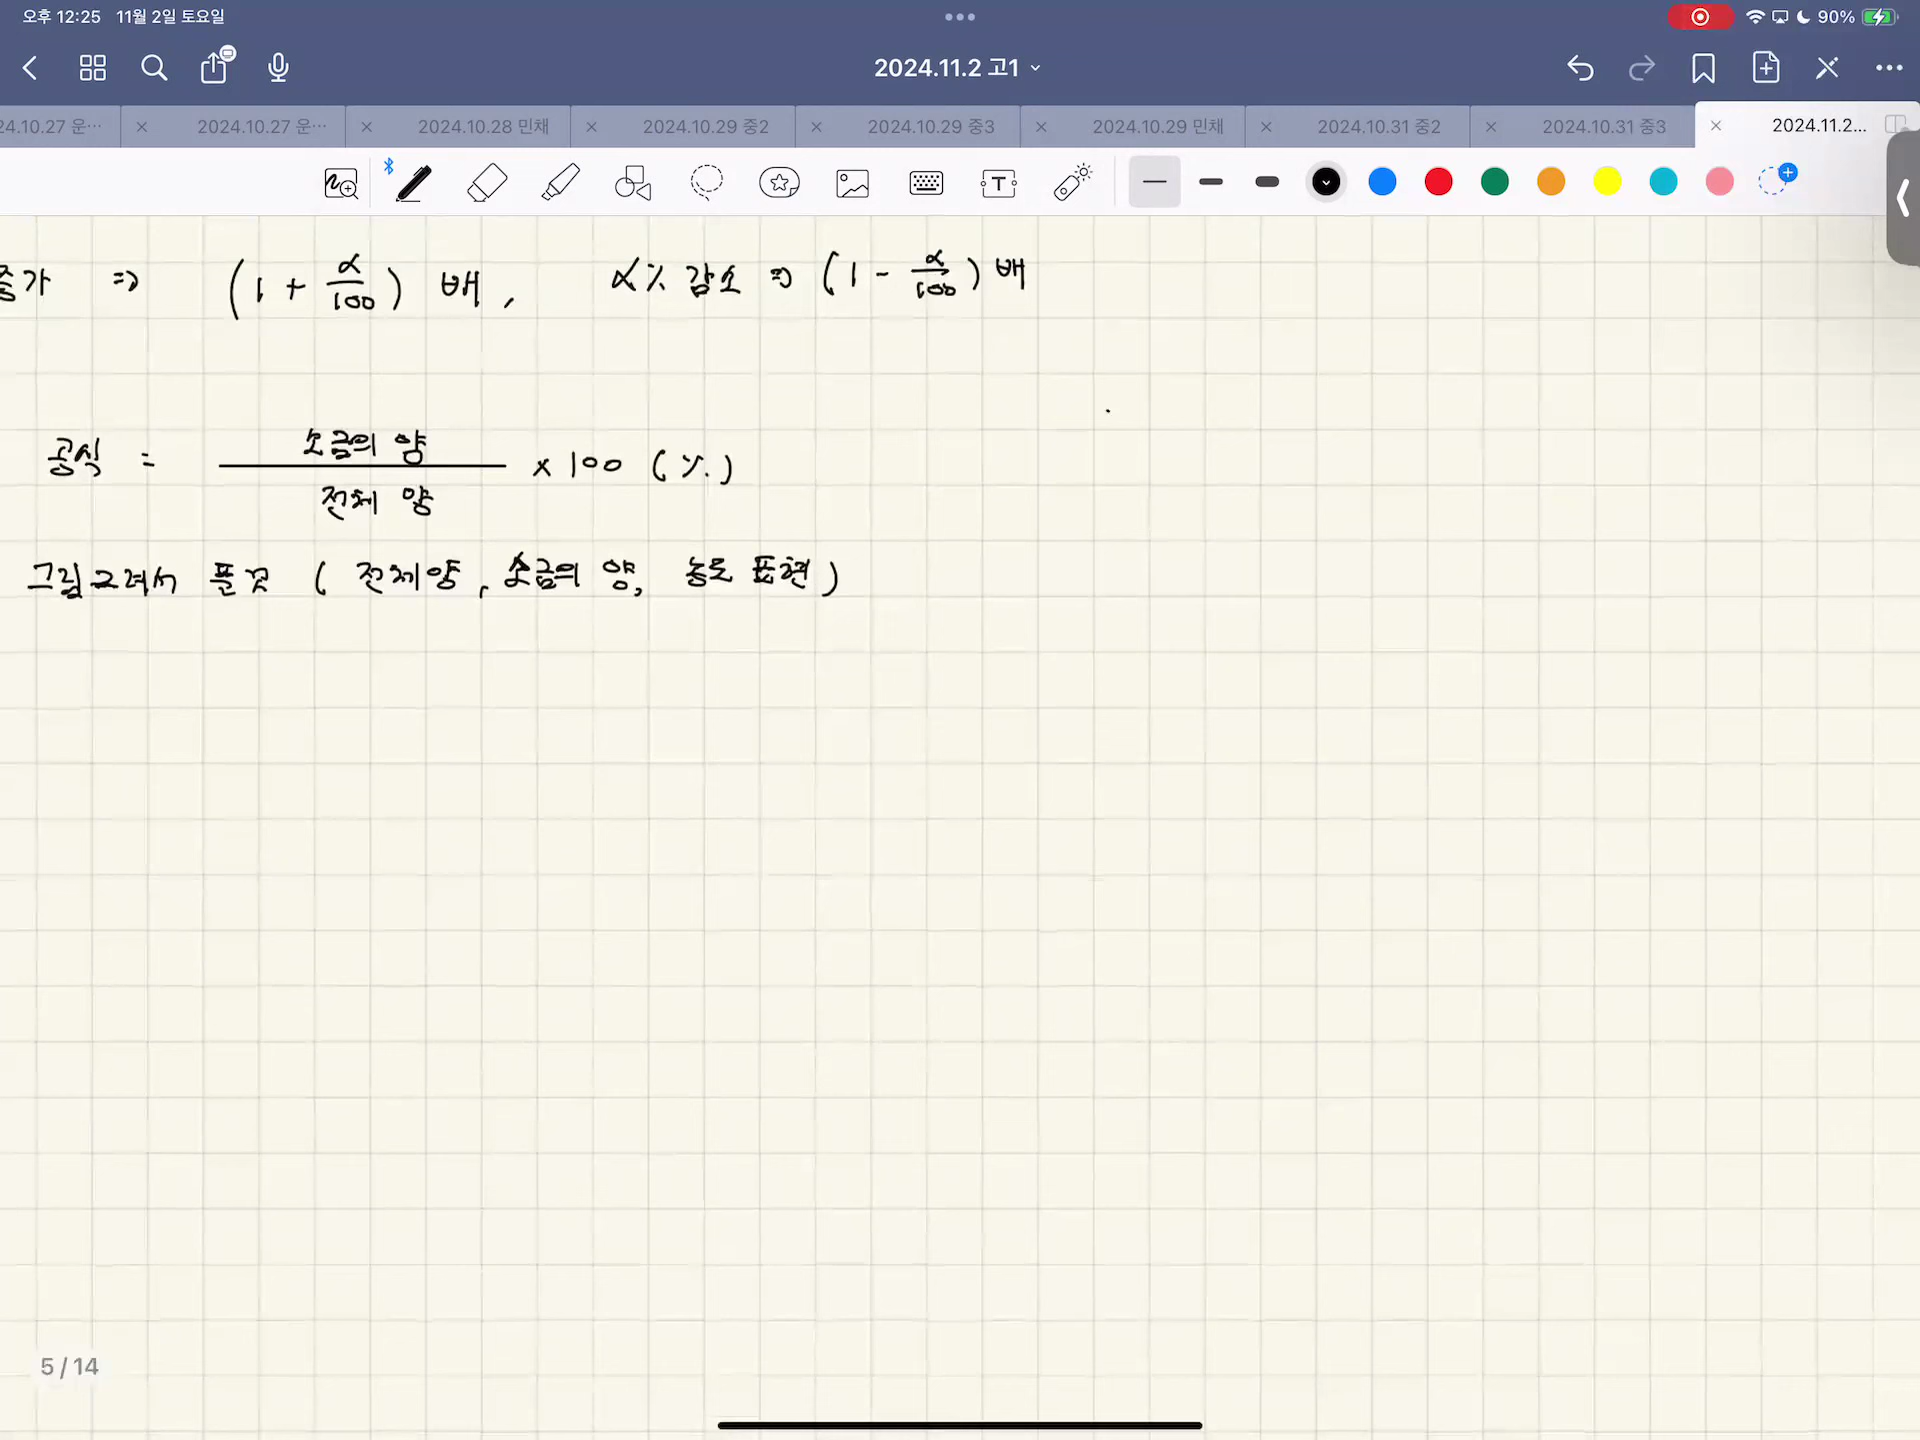 오후 12:25 11월 2일 토요일
90%
2024.11.2 고1
24.10.27 운…
2024.10.27 운…
2024.10.28 민채
2024.10.29 중2
2024.10.29 중3
2024.10.29 민채
2024.10.31 중2
2024.10.31 중3
2024.11.2…
증가 ⇒ (1 + α/100) 배, α% 감소 ⇒ (1 - α/100) 배
공식 = 소금의 양/전체 양 × 100 (%)
그림그려서 풀것 ( 전체양, 소금의 양, 농도 표현 )
5 / 14